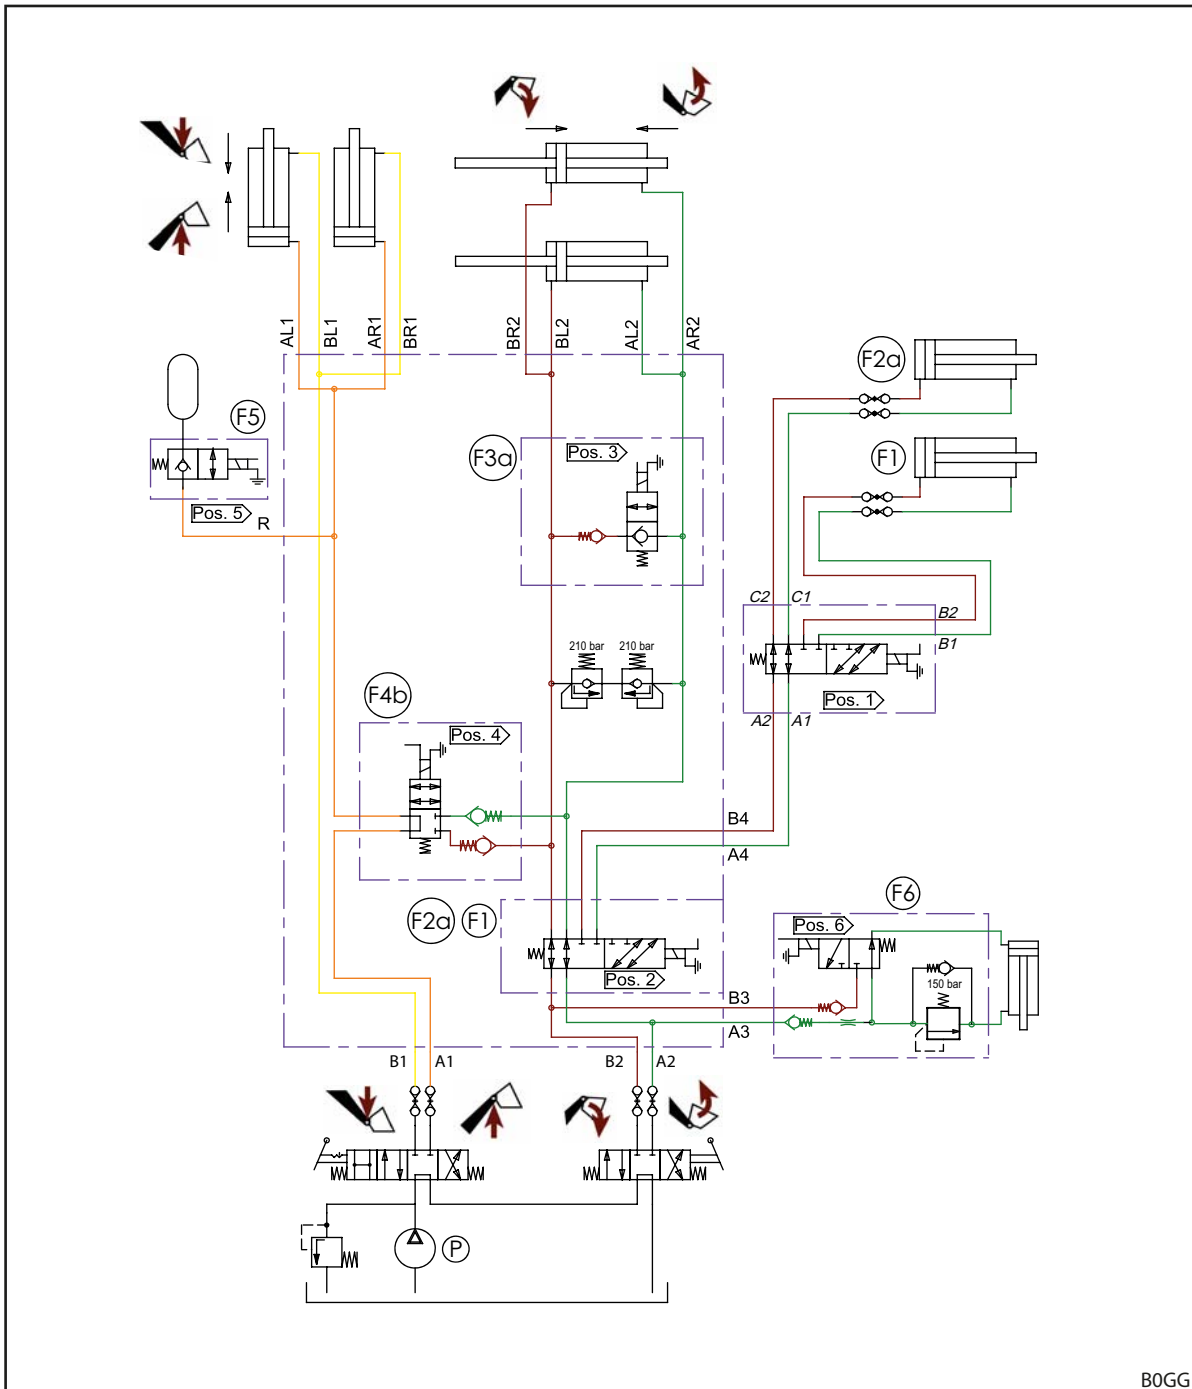 AL1
BL1
AR1
BR1
BR2
BL2
AL2
AR2
F2a
F5
F1
F3a
Pos. 3
Pos. 5
R
C2
C1
B2
B1
210 bar
210 bar
F4b
Pos. 1
Pos. 4
A2
A1
B4
A4
F2a
F1
F6
Pos. 6
Pos. 2
150 bar
B3
A3
B1
A1
B2
A2
P
B0GG